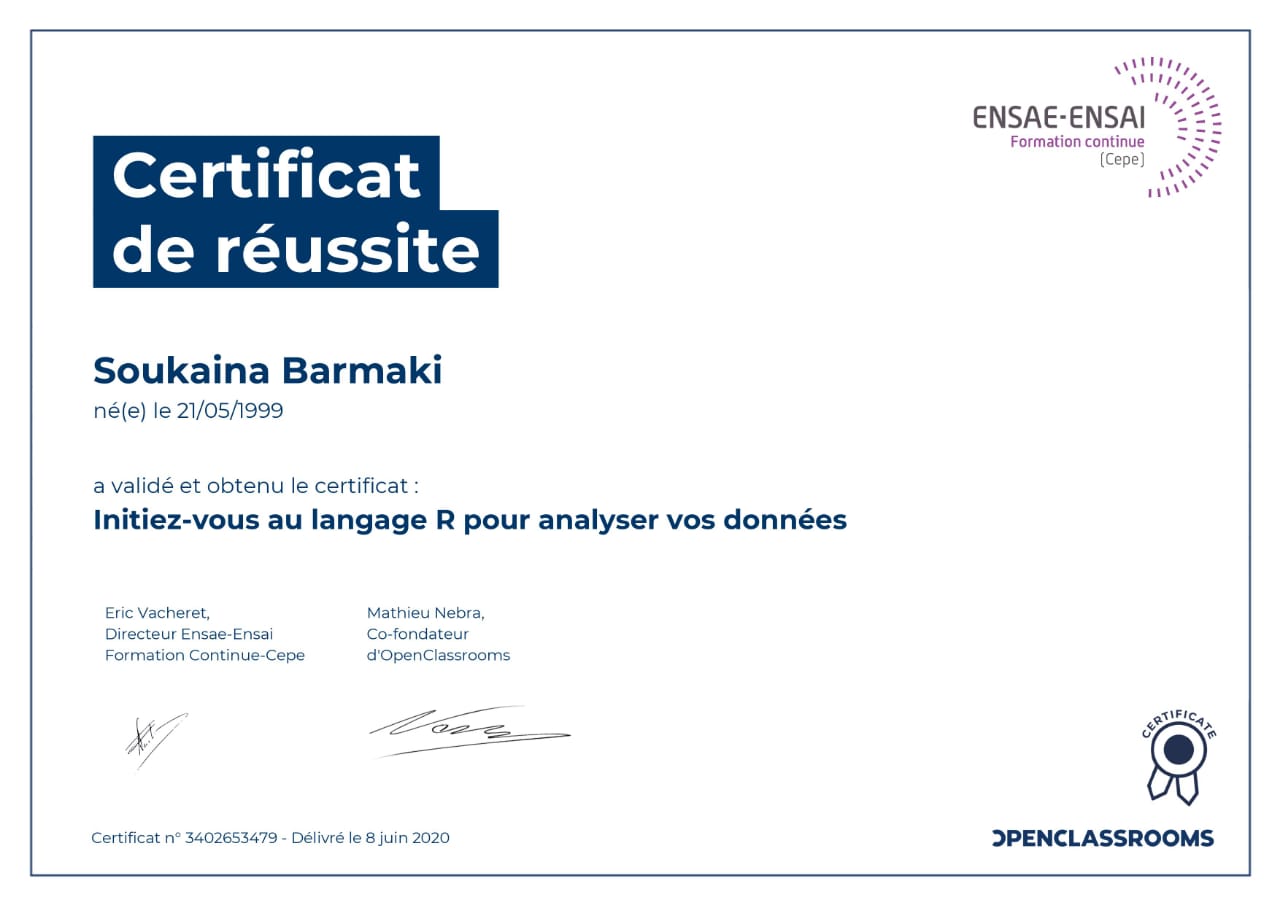 ENSAE-ENSAI
Formation continue
(Cepe)
Certificat
de réussite
Soukaina Barmaki
né(e) le 21/05/1999
a validé et obtenu le certificat :
Initiez-vous au langage R pour analyser vos données
Eric Vacheret,
Directeur Ensae-Ensai
Formation Continue-Cepe
Mathieu Nebra,
Co-fondateur
d'OpenClassrooms
CERTIFICATE
Certificat n° 3402653479 - Délivré le 8 juin 2020
OPENCLASSROOMS